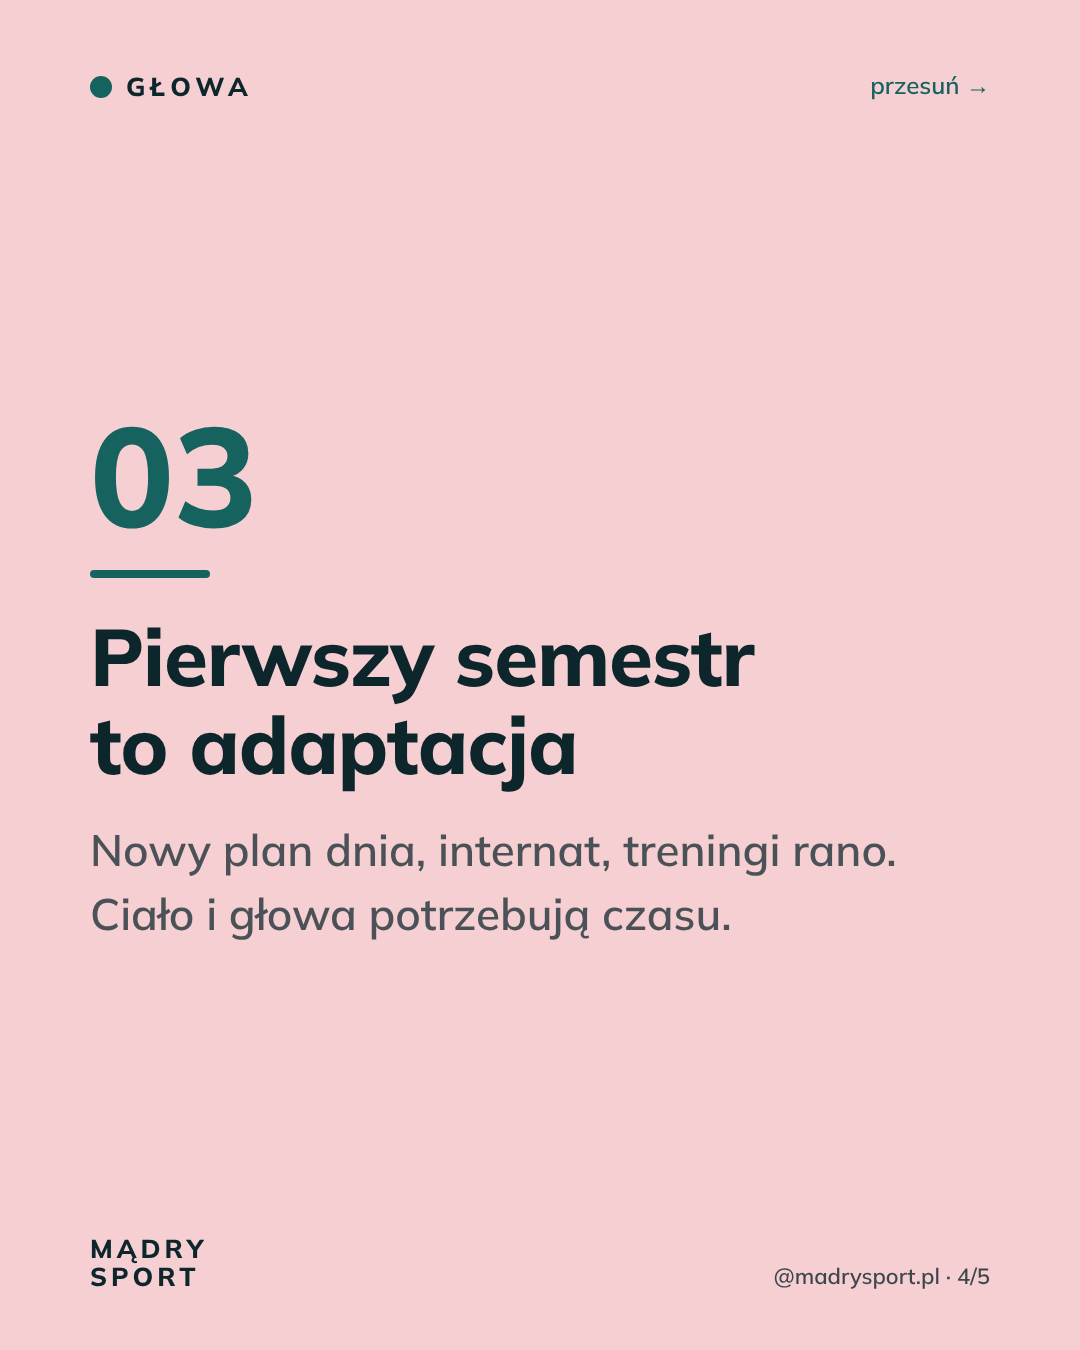 GŁOWA
przesuń →
03
Pierwszy semestr
to adaptacja
Nowy plan dnia, internat, treningi rano.
Ciało i głowa potrzebują czasu.
MĄDRY
SPORT
@madrysport.pl · 4/5